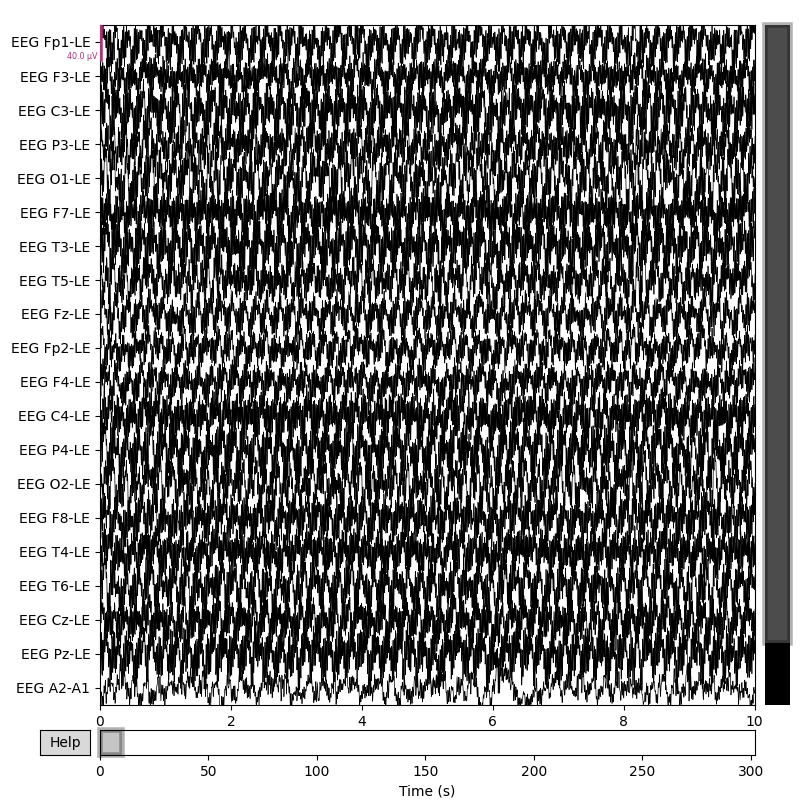 EEG Fp1-LE
40.0 µV
EEG F3-LE
EEG C3-LE
EEG P3-LE
EEG O1-LE
EEG F7-LE
EEG T3-LE
EEG T5-LE
EEG Fz-LE
EEG Fp2-LE
EEG F4-LE
EEG C4-LE
EEG P4-LE
EEG O2-LE
EEG F8-LE
EEG T4-LE
EEG T6-LE
EEG Cz-LE
EEG Pz-LE
EEG A2-A1
0 2 4 6 8 10
Help
0 50 100 150 200 250 300
Time (s)